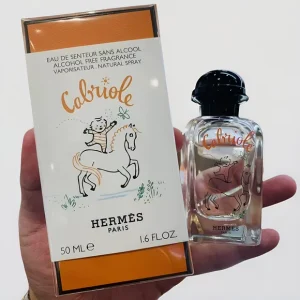 EAU DE SENTEUR SANS ALCOOL
ALCOHOL FREE FRAGRANCE
VAPORISATEUR - NATURAL SPRAY
Cabriole
HERMÈS
PARIS
50 ML ℮ 1.6 FL.OZ.
Cabriole
HERMÈS